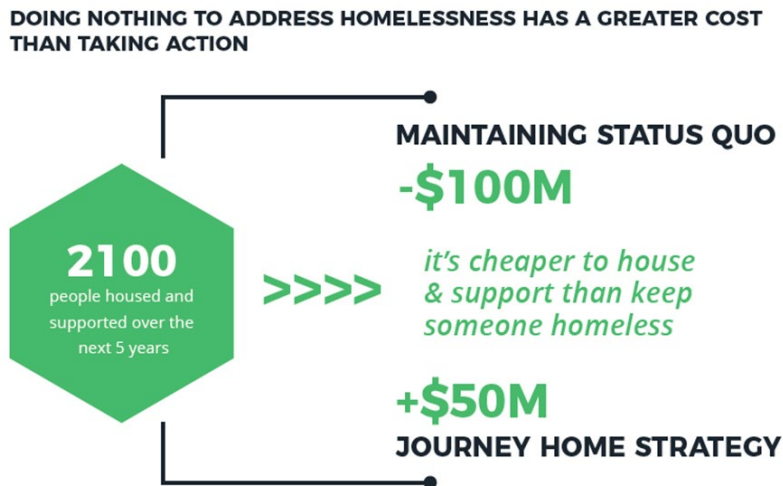 DOING NOTHING TO ADDRESS HOMELESSNESS HAS A GREATER COST
THAN TAKING ACTION
MAINTAINING STATUS QUO
-$100M
2100
people housed and
supported over the
next 5 years
>>>>
it's cheaper to house
& support than keep
someone homeless
+$50M
JOURNEY HOME STRATEGY